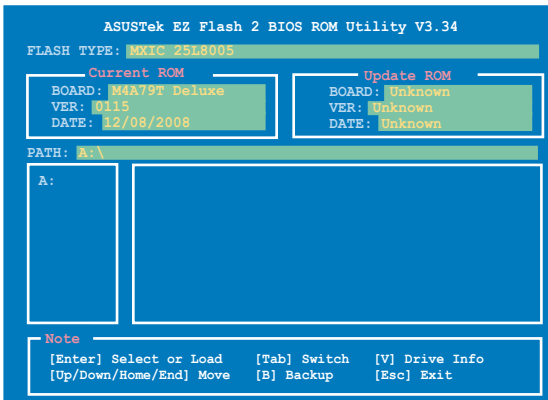 ASUSTek EZ Flash 2 BIOS ROM Utility V3.34
FLASH TYPE: MXIC 25L8005
Current ROM
BOARD: M4A79T Deluxe
VER: 0115
DATE: 12/08/2008
Update ROM
BOARD: Unknown
VER: Unknown
DATE: Unknown
PATH: A:\
A:
Note
[Enter] Select or Load [Tab] Switch [V] Drive Info
[Up/Down/Home/End] Move [B] Backup [Esc] Exit